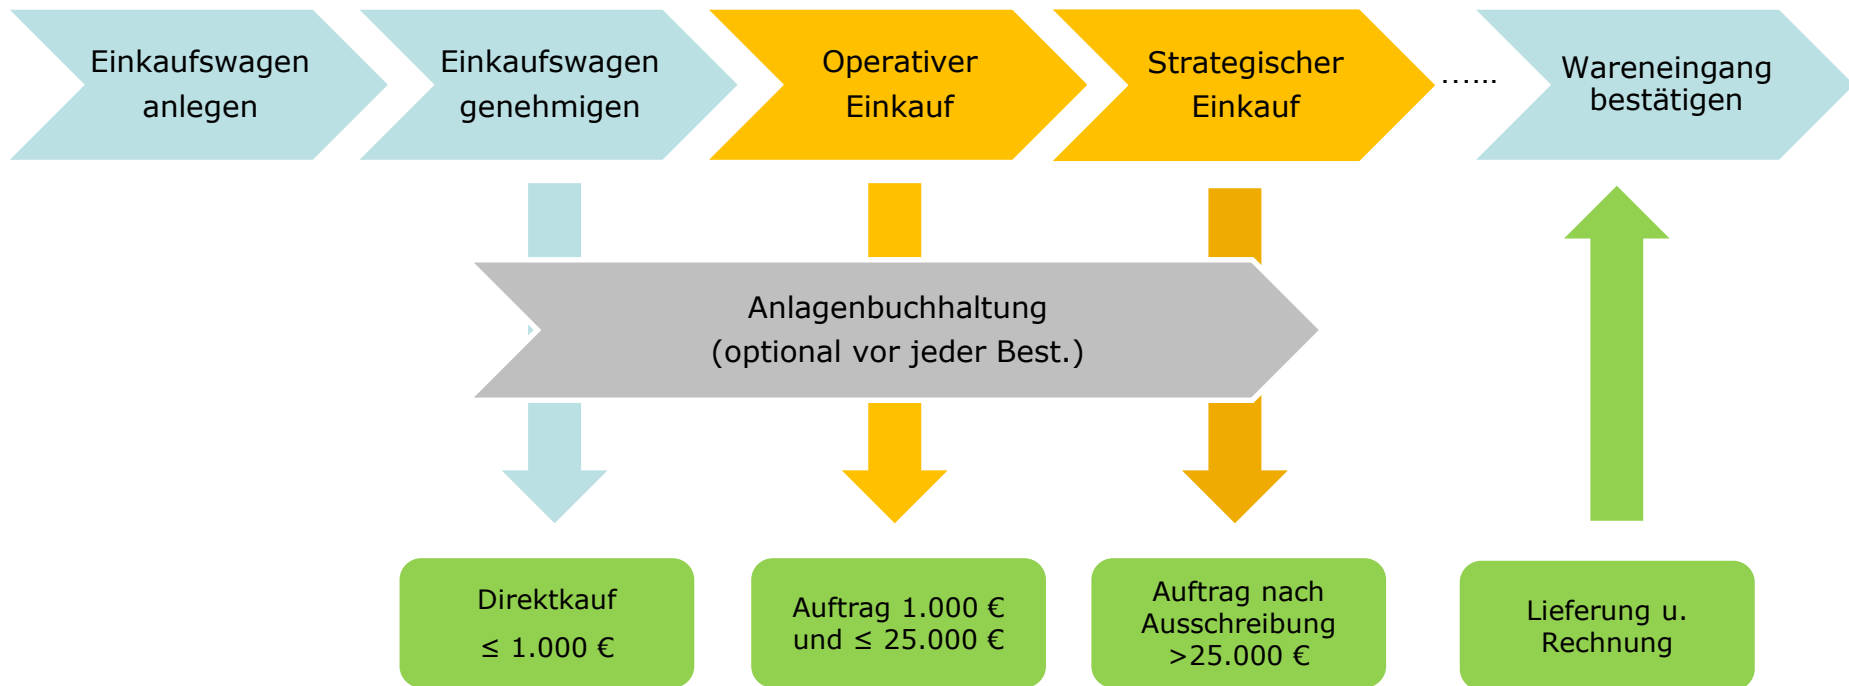 Einkaufswagen
anlegen
Einkaufswagen
genehmigen
Operativer
Einkauf
Strategischer
Einkauf
…...
Wareneingang
bestätigen
Anlagenbuchhaltung
(optional vor jeder Best.)
Direktkauf
≤ 1.000 €
Auftrag 1.000 €
und ≤ 25.000 €
Auftrag nach
Ausschreibung
>25.000 €
Lieferung u.
Rechnung